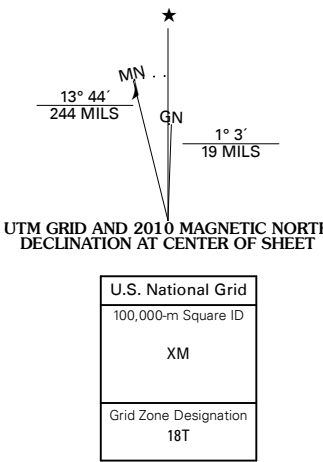 MN
GN
13° 44´
244 MILS
1° 3´
19 MILS
UTM GRID AND 2010 MAGNETIC NORTH
DECLINATION AT CENTER OF SHEET
U.S. National Grid
100,000-m Square ID
XM
Grid Zone Designation
18T